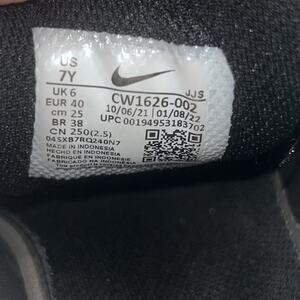 US
7Y
UK 6
EUR 40
cm 25
BR 38
CN 250(2.5)
045XB7RQ240N7
JJS
CW1626-002
10/06/21 01/08/22
UPC 00194953183702
MADE IN INDONESIA
HECHO EN INDONESIA
FABRIQUE EN INDONESIE
FABRICADO NA INDONESIA